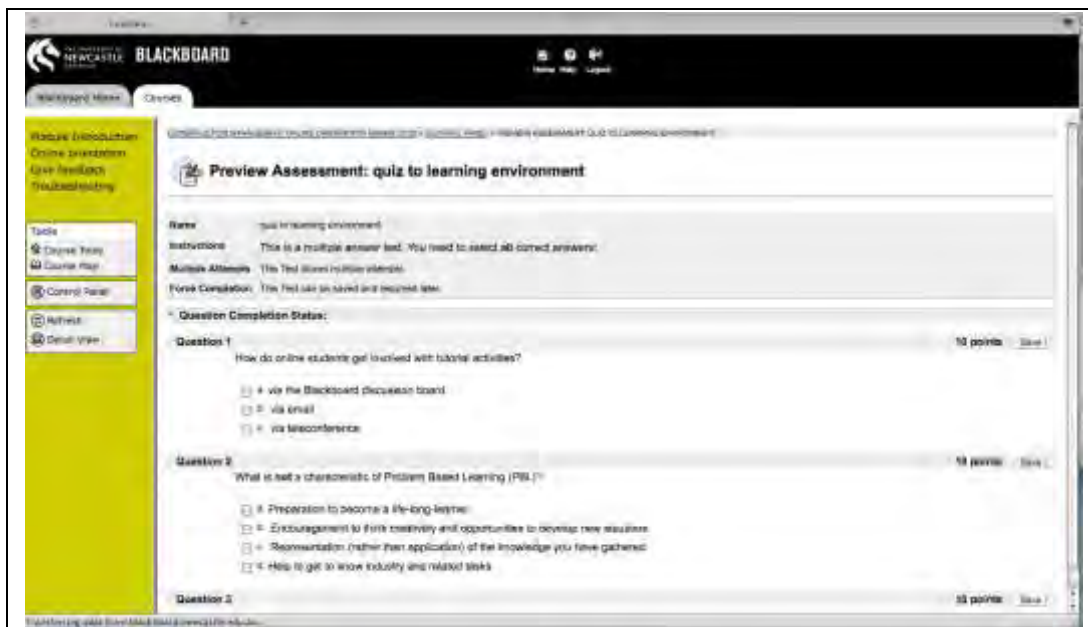 NEWCASTLE BLACKBOARD
Home Help Logout
Blackboard Home Courses
Module Introduction
Online orientation
Give feedback
Troubleshooting
Tools
Course Tools
Course Map
Control Panel
Refresh
Detail View
Preview Assessment: quiz to learning environment
Name quiz to learning environment
Instructions This is a multiple answer test. You need to select all correct answers!
Multiple Attempts This Test allows multiple attempts.
Force Completion This Test can be saved and resumed later.
Question Completion Status:
Question 1 10 points Save
How do online students get involved with tutorial activities?
via the Blackboard discussion board
via email
via teleconference
Question 2 10 points Save
What is not a characteristic of Problem Based Learning (PBL)?
Preparation to become a life-long-learner
Encouragement to think creatively and opportunities to develop new
Representation (rather than application) of the knowledge you have gathered
Help to get to know industry and related tasks
Question 3 10 points Save